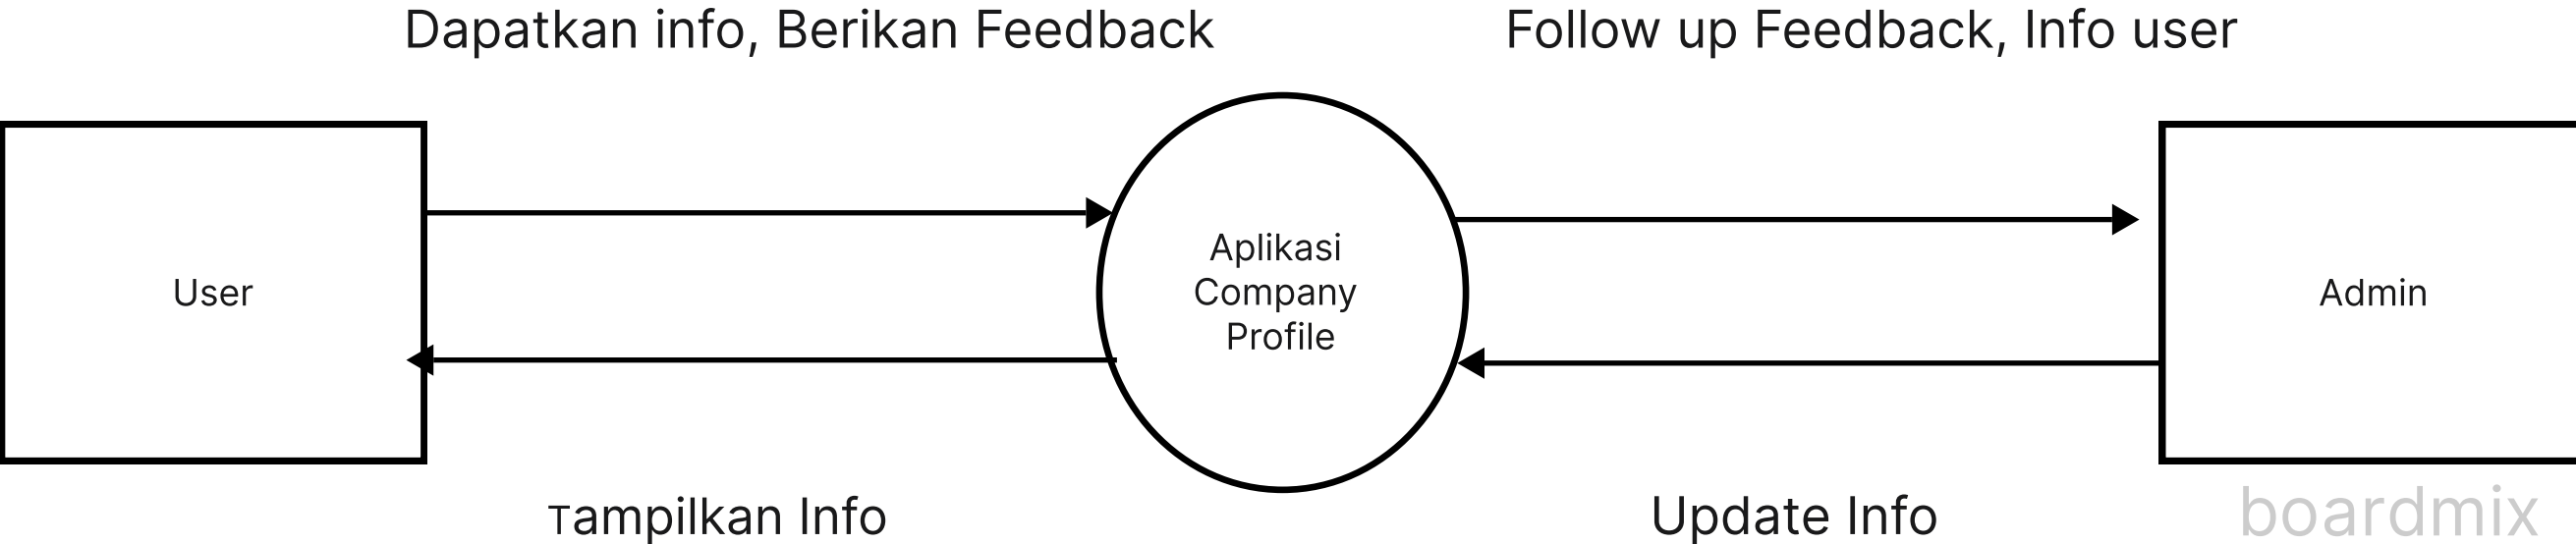 Dapatkan info, Berikan Feedback
Follow up Feedback, Info user
User
Aplikasi
Company
Profile
Admin
Tampilkan Info
Update Info
boardmix